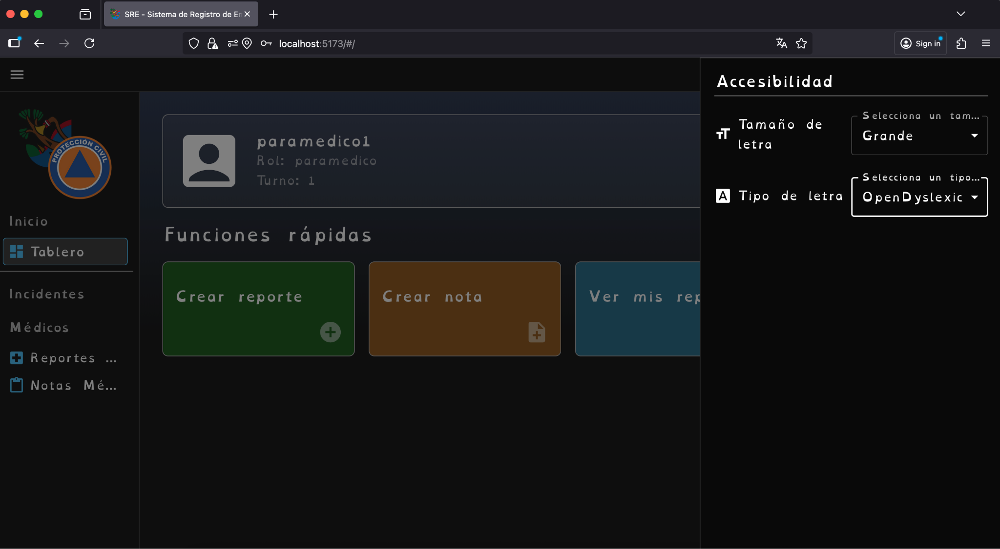 SRE - Sistema de Registro de En
localhost:5173/#/
Sign in
PROTECCIÓN CIVIL
Inicio
Tablero
Incidentes
Médicos
Reportes ...
Notas Mé...
paramedico1
Rol: paramedico
Turno: 1
Funciones rápidas
Crear reporte
Crear nota
Ver mis rep
Accesibilidad
Tamaño de
letra
Selecciona un tam...
Grande
Tipo de letra
Selecciona un tipo...
OpenDyslexic